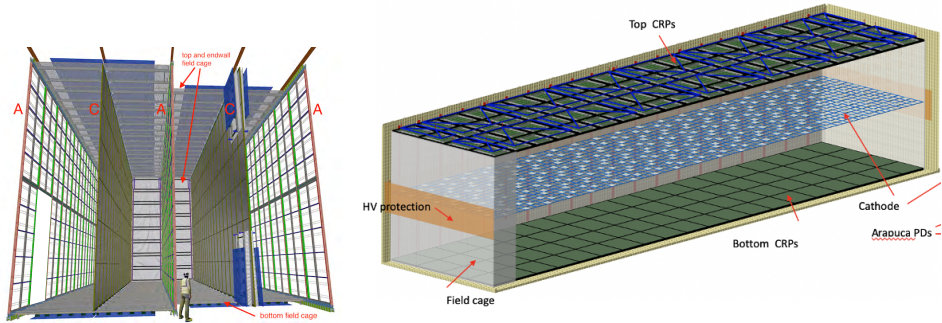 top and endwall
field cage
A
C
A
C
A
bottom field cage
Top CRPs
HV protection
Cathode
Arapuca PDs
Bottom CRPs
Field cage